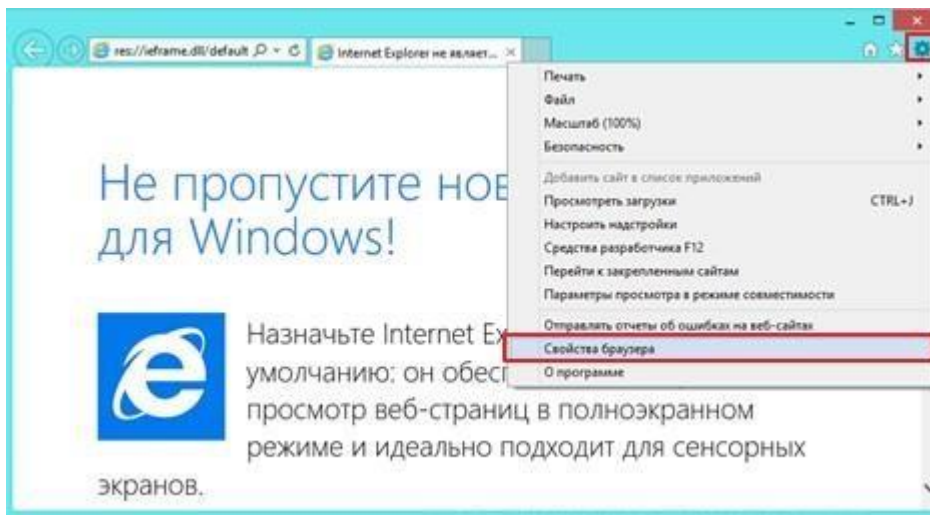 res://ieframe.dll/default
Internet Explorer не являет...
Печать
Файл
Масштаб (100%)
Безопасность
Добавить сайт в список приложений
Просмотреть загрузки CTRL+J
Настроить надстройки
Средства разработчика F12
Перейти к закрепленным сайтам
Параметры просмотра в режиме совместимости
Отправлять отчеты об ошибках на веб-сайтах
Свойства браузера
О программе
Не пропустите нов
для Windows!
Назначьте Internet Ex
умолчанию: он обесп
просмотр веб-страниц в полноэкранном
режиме и идеально подходит для сенсорных
экранов.